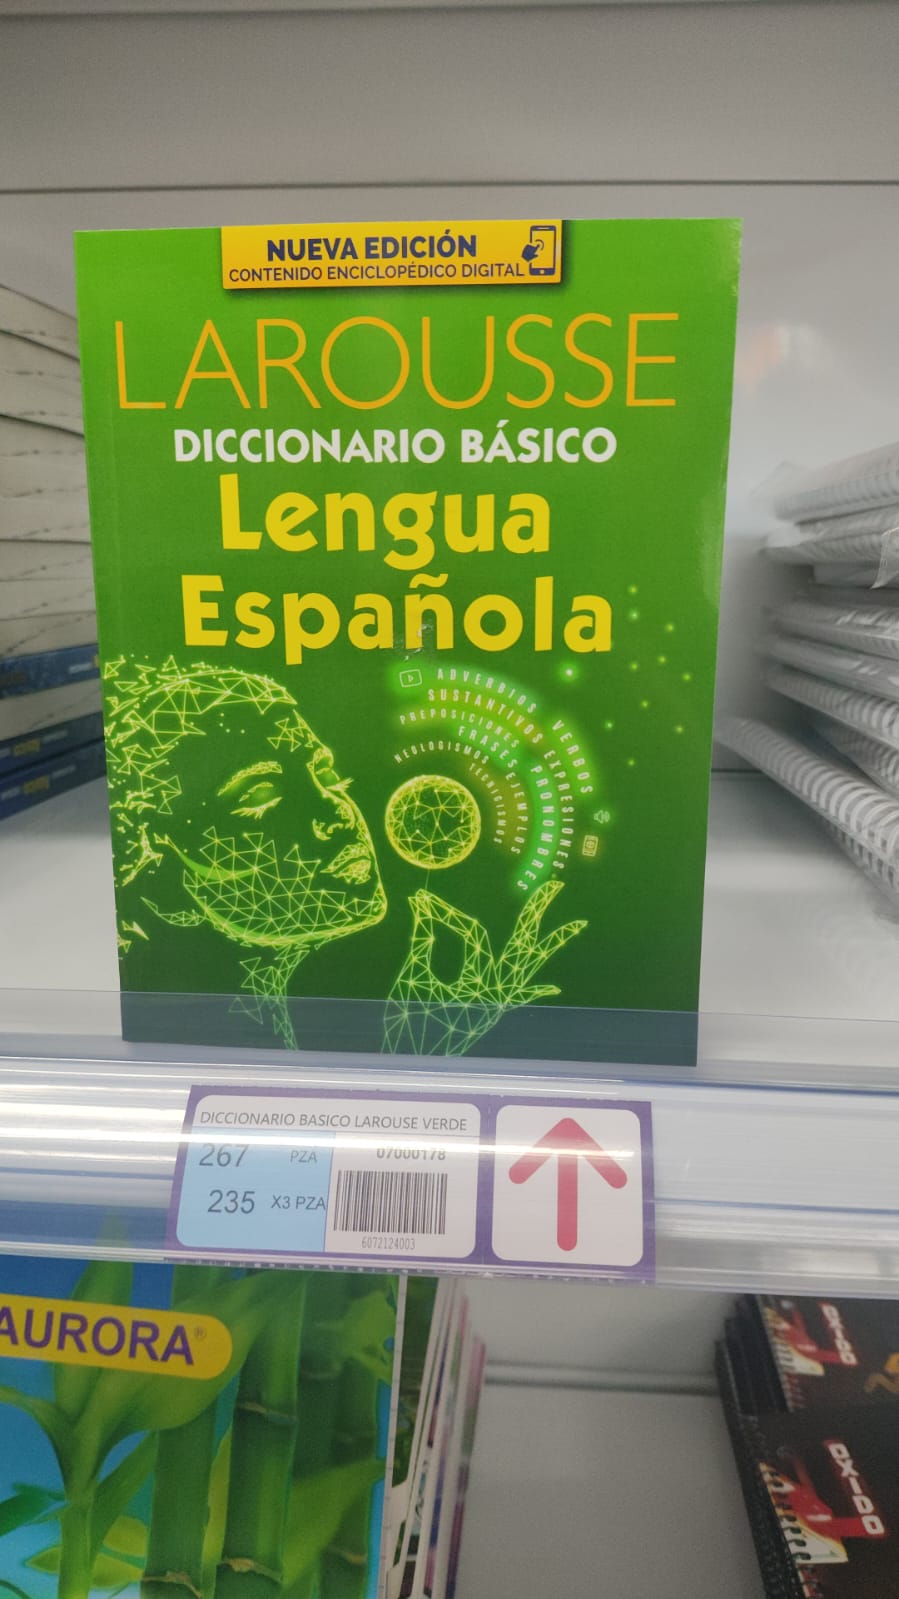 NUEVA EDICIÓN
CONTENIDO ENCICLOPÉDICO DIGITAL
LAROUSSE
DICCIONARIO BÁSICO
Lengua
Española
ADVERBIOS VERBOS
SUSTANTIVOS EXPRESIONES
PREPOSICIONES PRONOMBRES
FRASES EJEMPLOS
NEOLOGISMOS TECNICISMOS
DICCIONARIO BASICO LAROUSE VERDE
267 PZA 07000178
235 X3 PZA
6072124003
AURORA®
OXIDO